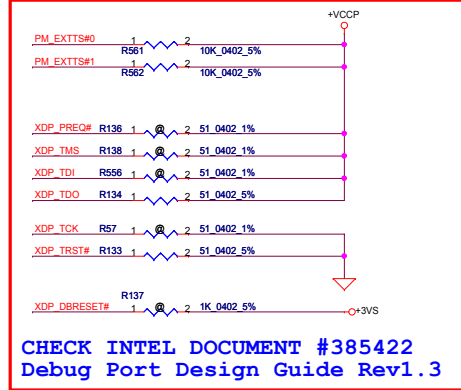 +VCCP
PM_EXTTS#0 R561 1 2 10K_0402_5%
PM_EXTTS#1 R562 1 2 10K_0402_5%
XDP_PREQ# R136 1 @ 2 51_0402_1%
XDP_TMS R138 1 @ 2 51_0402_1%
XDP_TDI R556 1 @ 2 51_0402_1%
XDP_TDO R134 1 2 51_0402_5%
XDP_TCK R57 1 @ 2 51_0402_1%
XDP_TRST# R133 1 2 51_0402_5%
XDP_DBRESET# R137 1 @ 2 1K_0402_5% +3VS
CHECK INTEL DOCUMENT #385422
Debug Port Design Guide Rev1.3